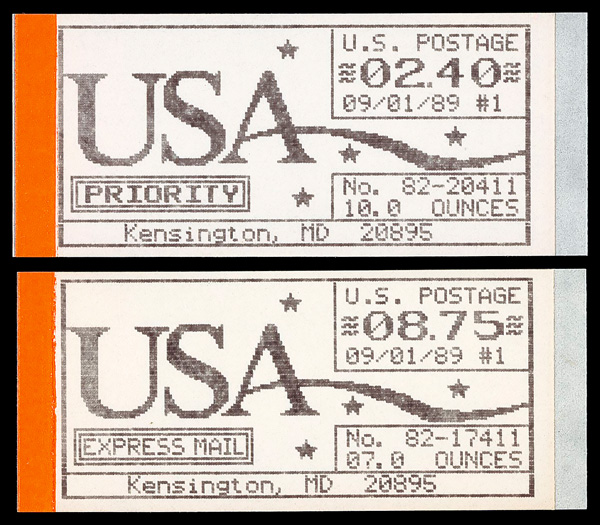 U.S. POSTAGE
≈02.40≈
09/01/89 #1
USA
PRIORITY
No. 82-20411
10.0 OUNCES
Kensington, MD 20895
U.S. POSTAGE
≈08.75≈
09/01/89 #1
USA
EXPRESS MAIL
No. 82-17411
07.0 OUNCES
Kensington, MD 20895